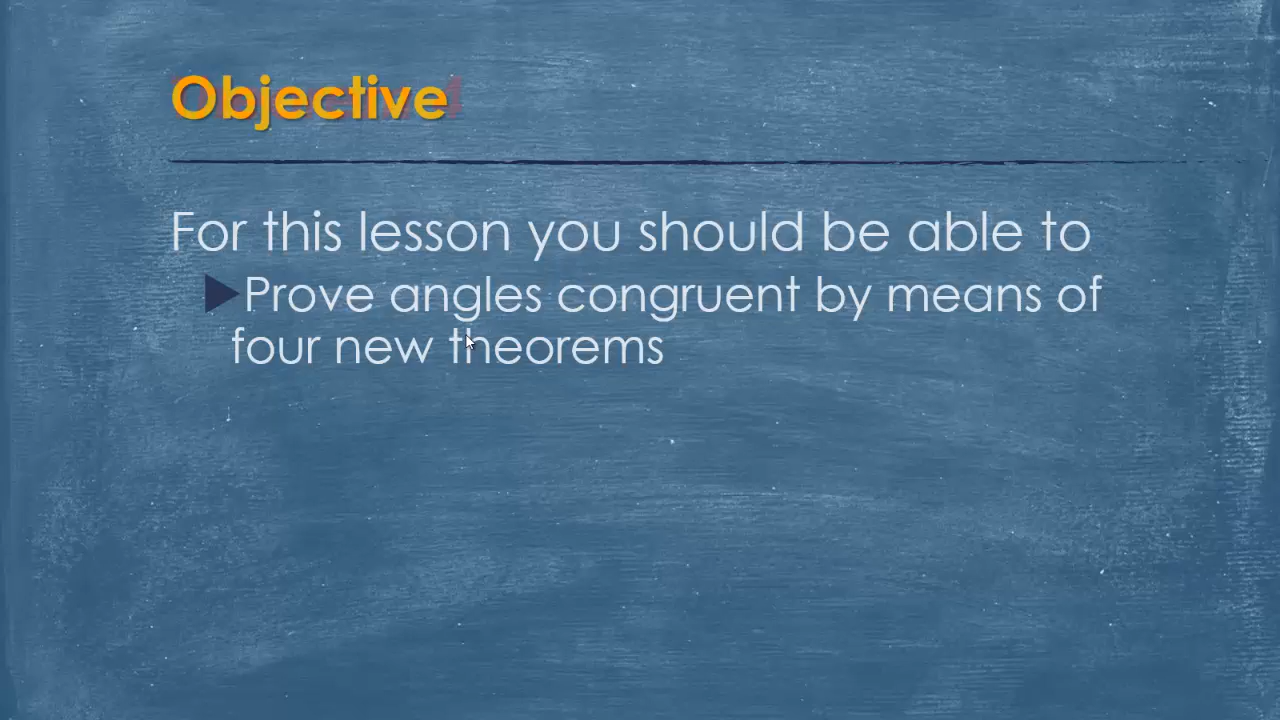 Objective
For this lesson you should be able to
Prove angles congruent by means of
four new theorems